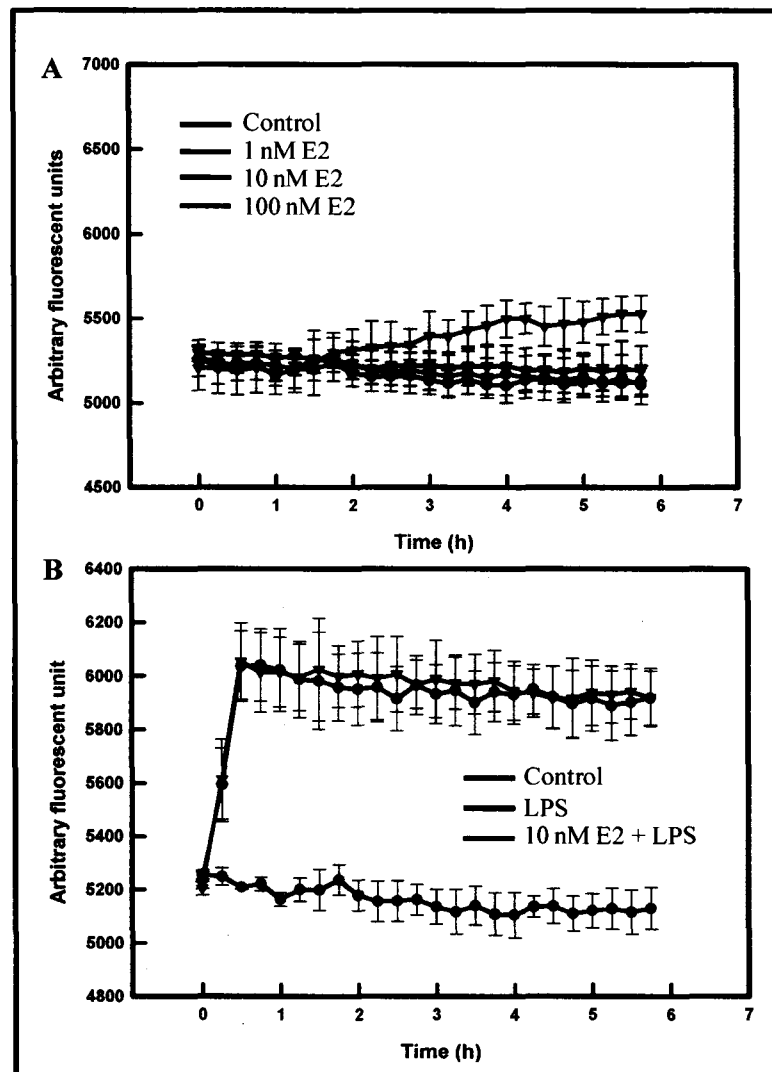 A
7000
6500
6000
5500
5000
4500
Arbitrary fluorescent units
Control
1 nM E2
10 nM E2
100 nM E2
0 1 2 3 4 5 6 7
Time (h)
B
6400
6200
6000
5800
5600
5400
5200
5000
4800
Arbitrary fluorescent unit
Control
LPS
10 nM E2 + LPS
0 1 2 3 4 5 6 7
Time (h)